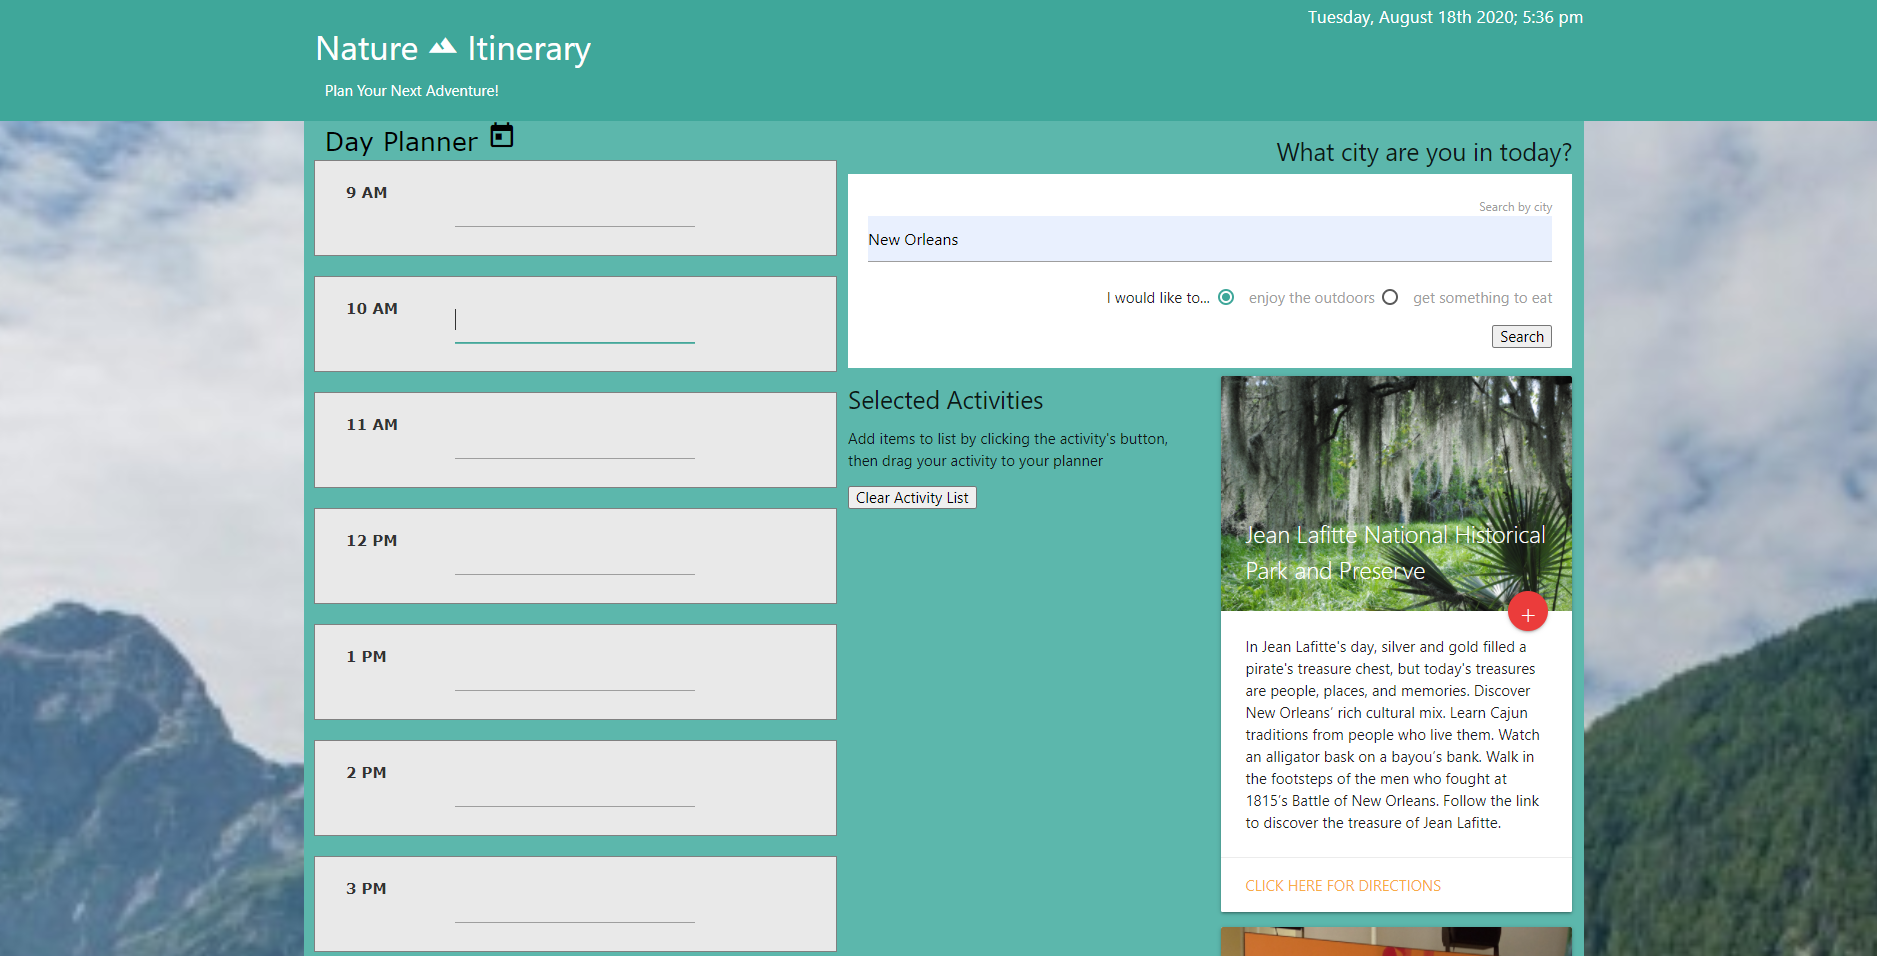 Tuesday, August 18th 2020; 5:36 pm
Nature Itinerary
Plan Your Next Adventure!
Day Planner
9 AM
10 AM
11 AM
12 PM
1 PM
2 PM
3 PM
What city are you in today?
Search by city
New Orleans
I would like to... enjoy the outdoors get something to eat
Search
Selected Activities
Add items to list by clicking the activity's button,
then drag your activity to your planner
Clear Activity List
Jean Lafitte National Historical
Park and Preserve
+
In Jean Lafitte's day, silver and gold filled a
pirate's treasure chest, but today's treasures
are people, places, and memories. Discover
New Orleans’ rich cultural mix. Learn Cajun
traditions from people who live them. Watch
an alligator bask on a bayou’s bank. Walk in
the footsteps of the men who fought at
1815’s Battle of New Orleans. Follow the link
to discover the treasure of Jean Lafitte.
CLICK HERE FOR DIRECTIONS